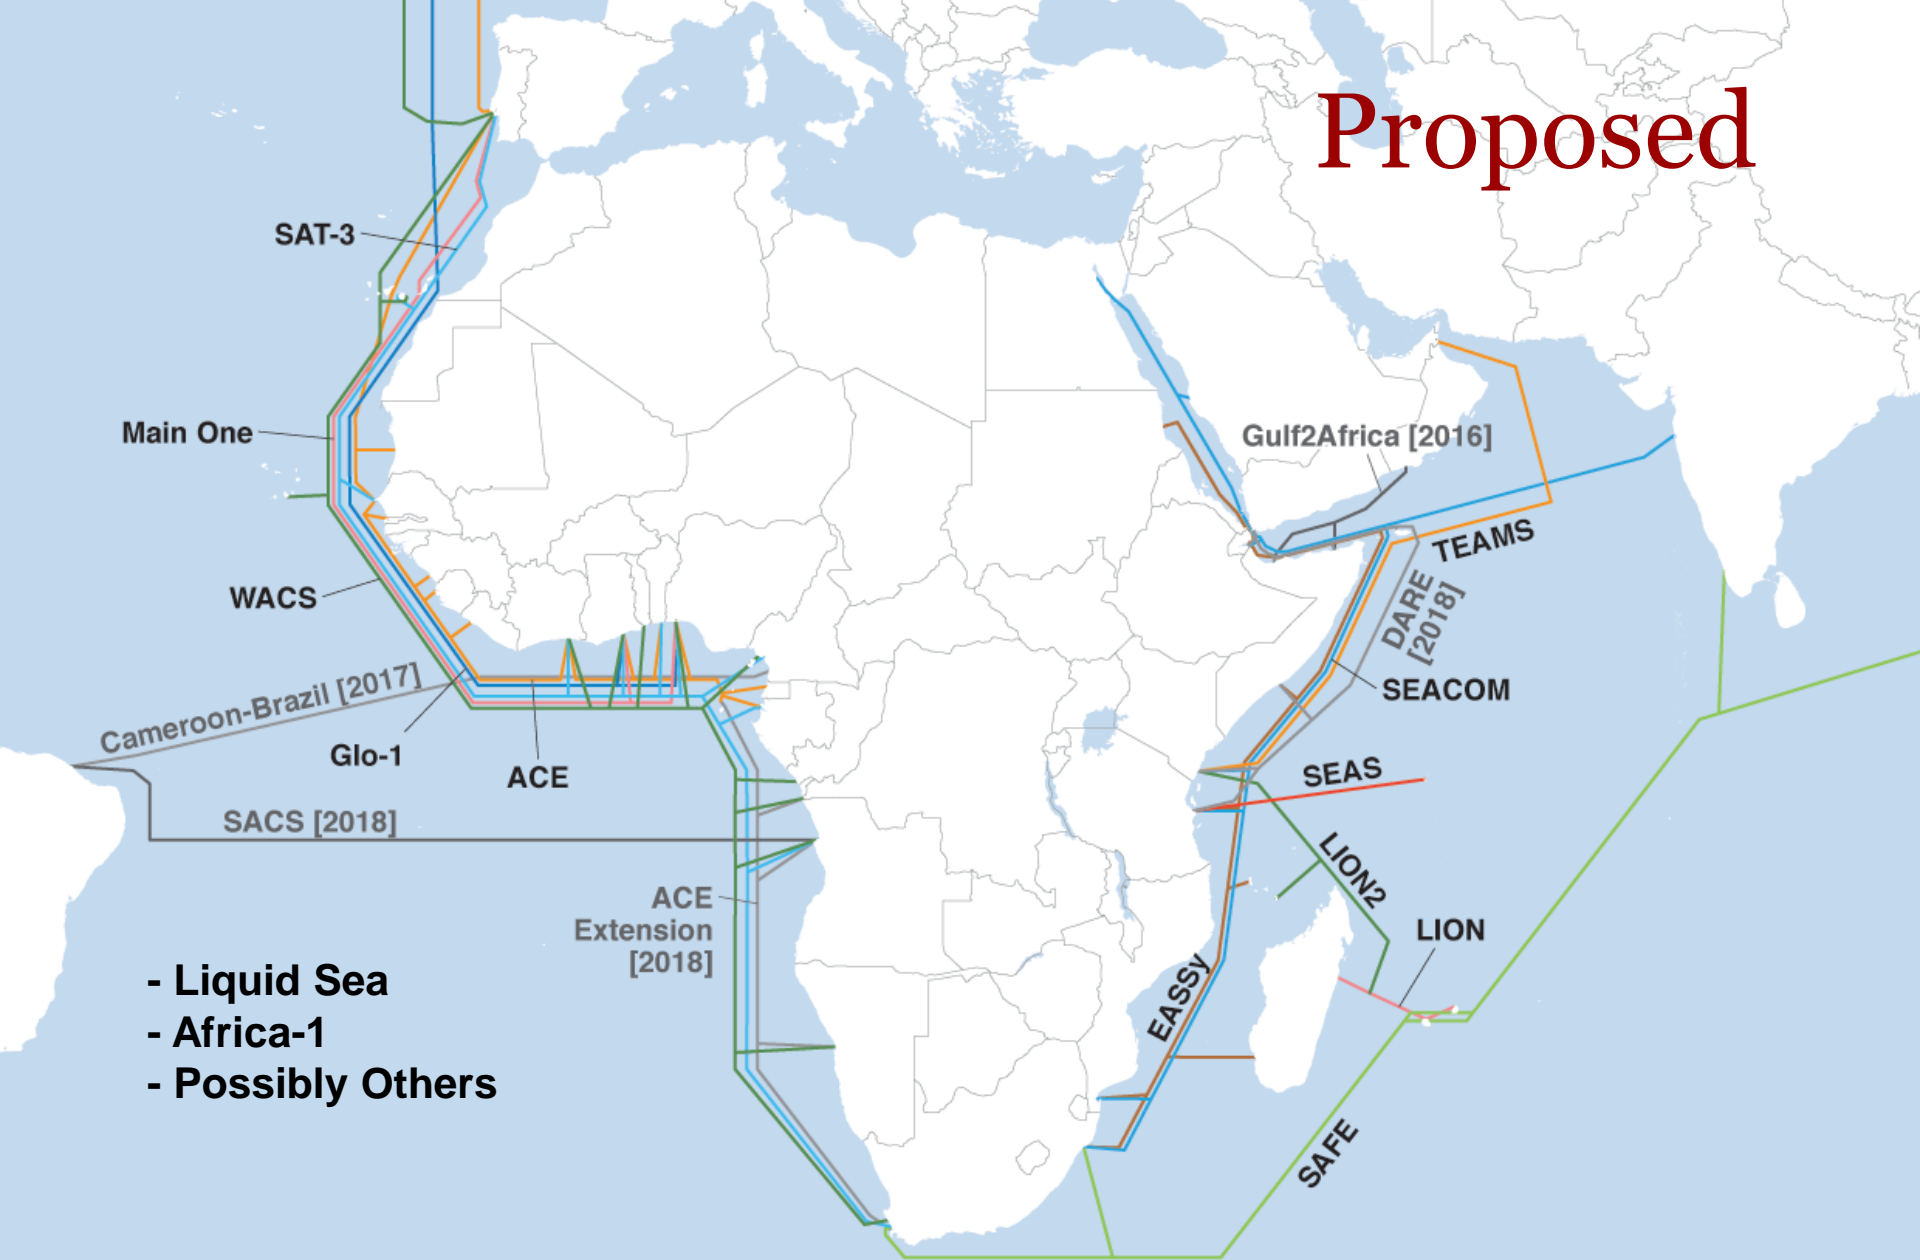 Proposed
SAT-3
Main One
Gulf2Africa [2016]
TEAMS
DARE
[2018]
WACS
Cameroon-Brazil [2017]
SEACOM
Glo-1
ACE
SEAS
SACS [2018]
LION2
ACE
Extension
[2018]
LION
EASSy
- Liquid Sea
- Africa-1
- Possibly Others
SAFE